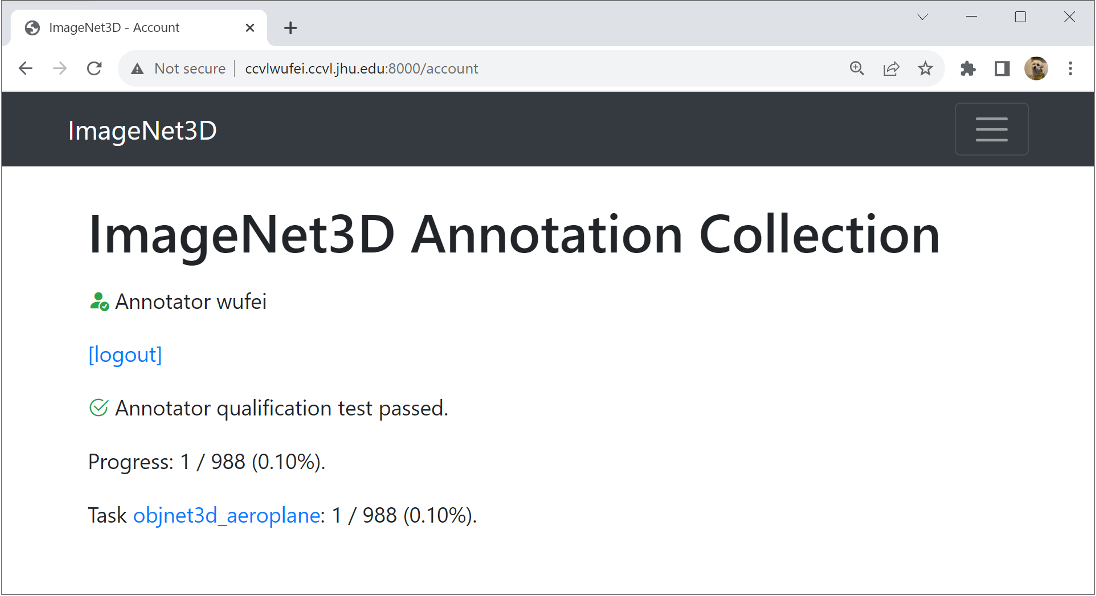 ImageNet3D - Account
Not secure ccvlwufei.ccvl.jhu.edu:8000/account
ImageNet3D
ImageNet3D Annotation Collection
Annotator wufei
[logout]
Annotator qualification test passed.
Progress: 1 / 988 (0.10%).
Task objnet3d_aeroplane: 1 / 988 (0.10%).